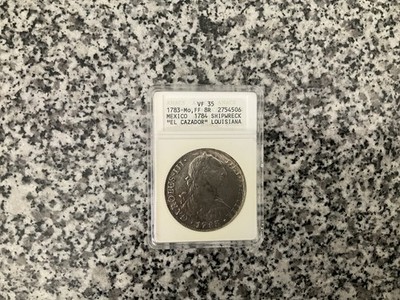 VF 35
1783-Mo,FF 8R 2754506
MEXICO 1784 SHIPWRECK
"EL CAZADOR" LOUISIANA